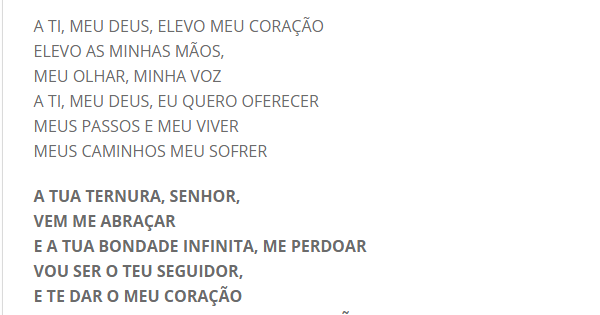 A TI, MEU DEUS, ELEVO MEU CORAÇÃO
ELEVO AS MINHAS MÃOS,
MEU OLHAR, MINHA VOZ
A TI, MEU DEUS, EU QUERO OFERECER
MEUS PASSOS E MEU VIVER
MEUS CAMINHOS MEU SOFRER
A TUA TERNURA, SENHOR,
VEM ME ABRAÇAR
E A TUA BONDADE INFINITA, ME PERDOAR
VOU SER O TEU SEGUIDOR,
E TE DAR O MEU CORAÇÃO